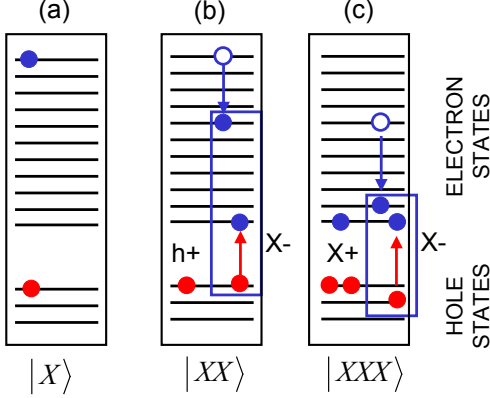 (a) (b) (c)
ELECTRON
STATES
h+ X- X+ X-
HOLE
STATES
|X⟩ |XX⟩ |XXX⟩